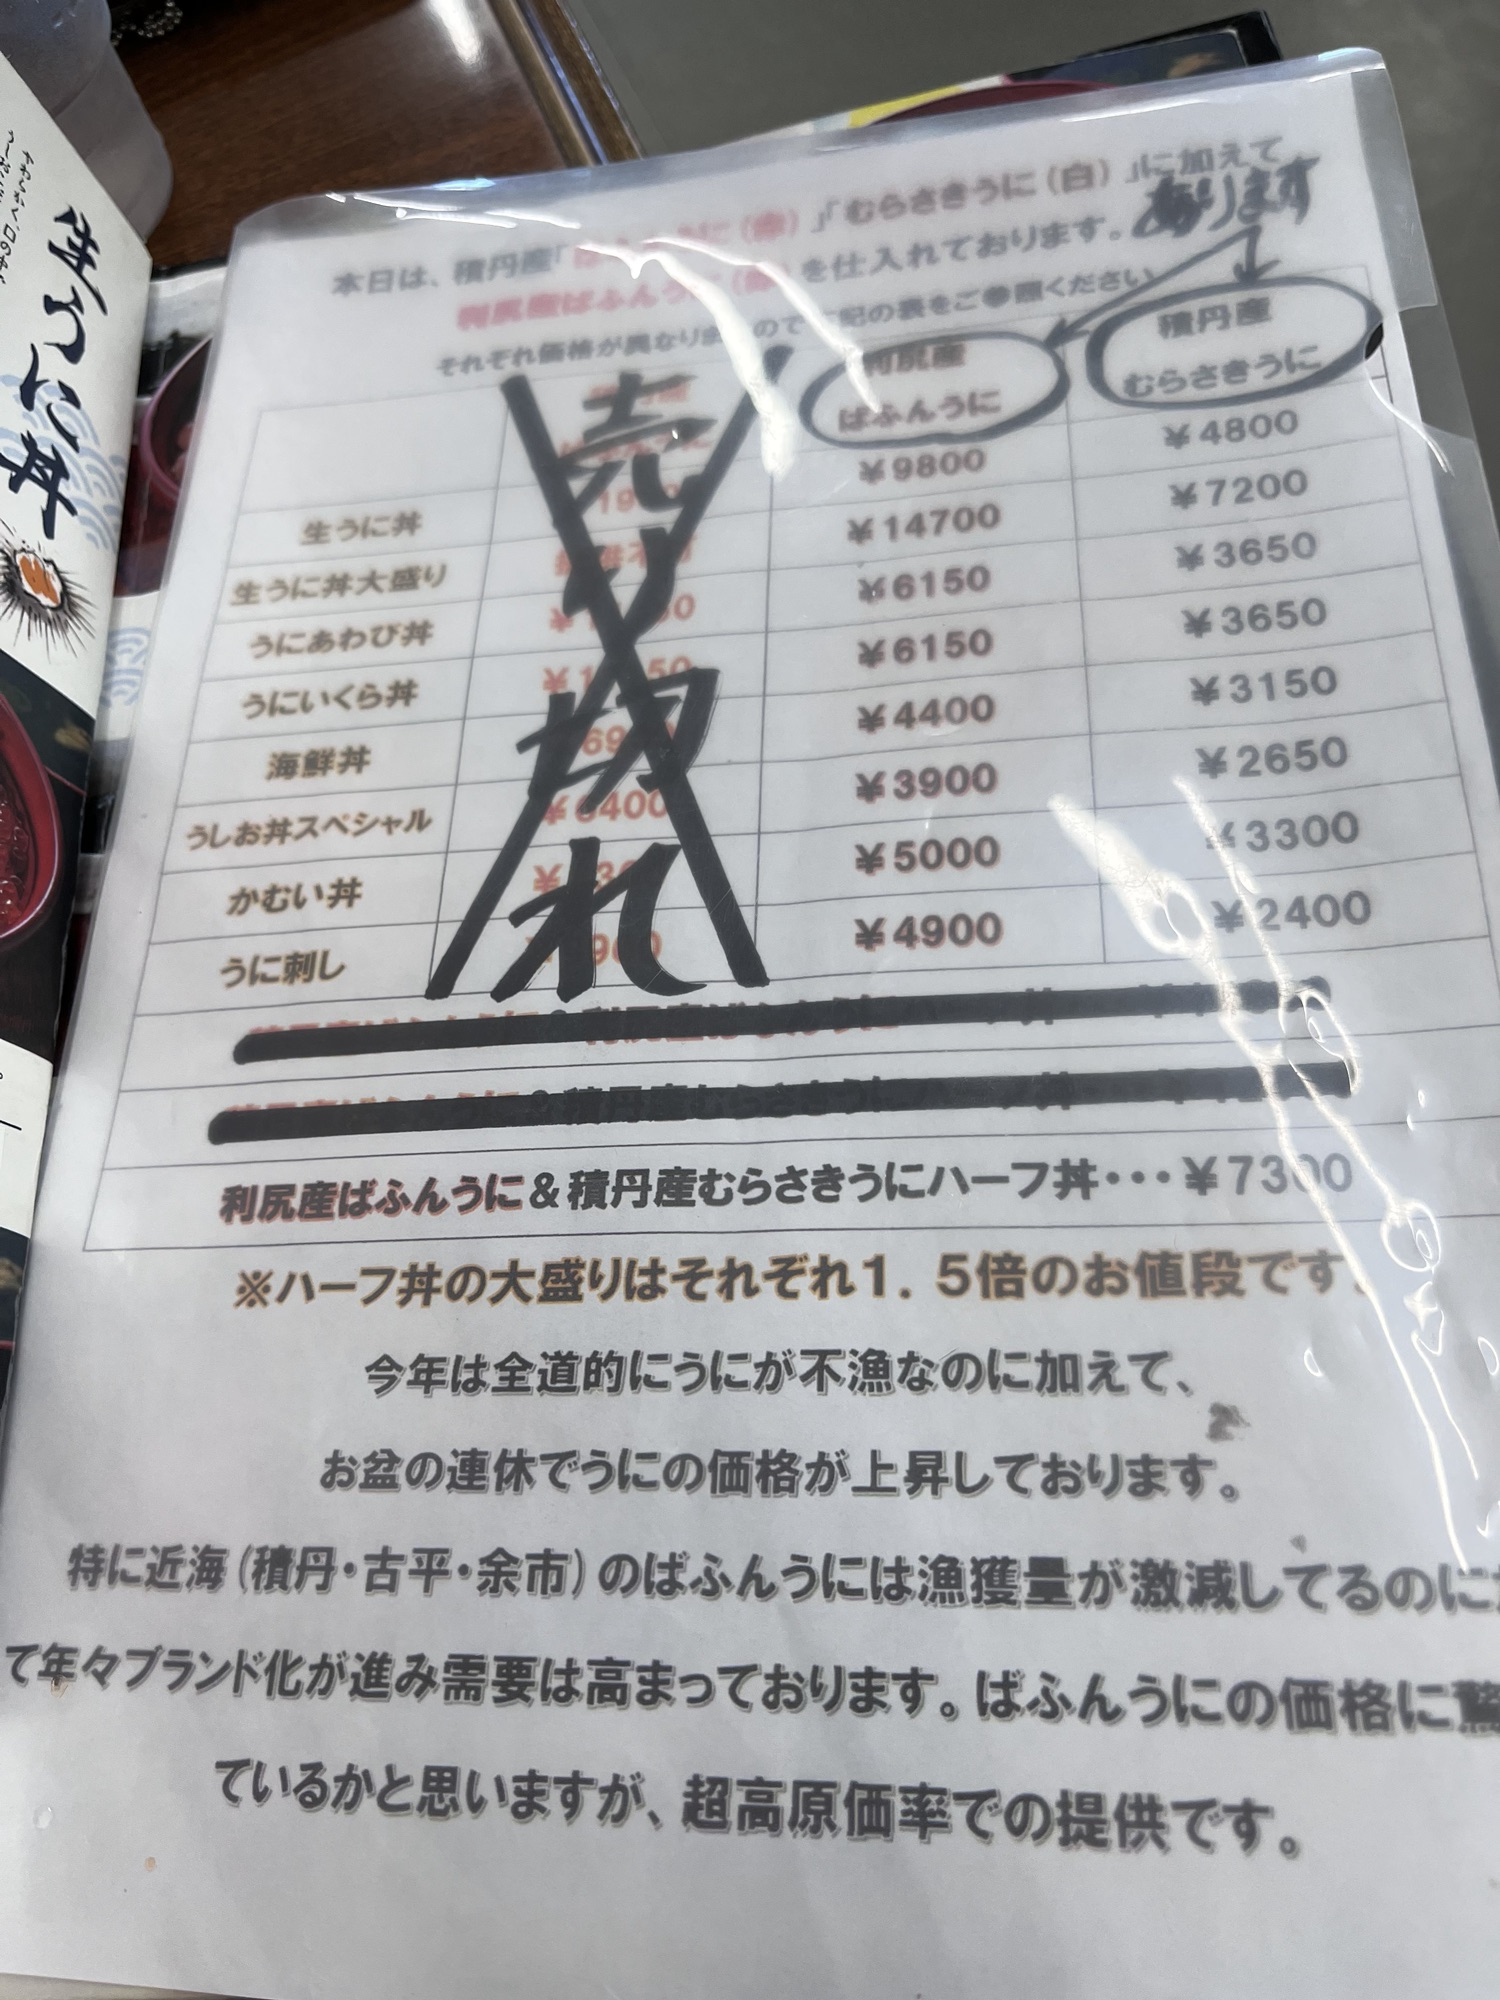 生うに丼
本日は、積丹産「ばふんうに（赤）」「むらさきうに（白）」に加えて
あります
利尻産ばふんうに（赤）を仕入れております。
それぞれ価格が異なりますので下記の表をご参照ください
売り切れ
利尻産 ばふんうに
積丹産 むらさきうに
生うに丼 ¥9800 ¥4800
生うに丼大盛り ¥14700 ¥7200
うにあわび丼 ¥6150 ¥3650
うにいくら丼 ¥6150 ¥3650
海鮮丼 ¥4400 ¥3150
うしお丼スペシャル ¥3900 ¥2650
かむい丼 ¥5000 ¥3300
うに刺し ¥4900 ¥2400
利尻産ばふんうに＆積丹産むらさきうにハーフ丼・・・¥7300
※ハーフ丼の大盛りはそれぞれ１．５倍のお値段です。
今年は全道的にうにが不漁なのに加えて、
お盆の連休でうにの価格が上昇しております。
特に近海（積丹・古平・余市）のばふんうには漁獲量が激減してるのに
て年々ブランド化が進み需要は高まっております。ばふんうにの価格に驚
ているかと思いますが、超高原価率での提供です。